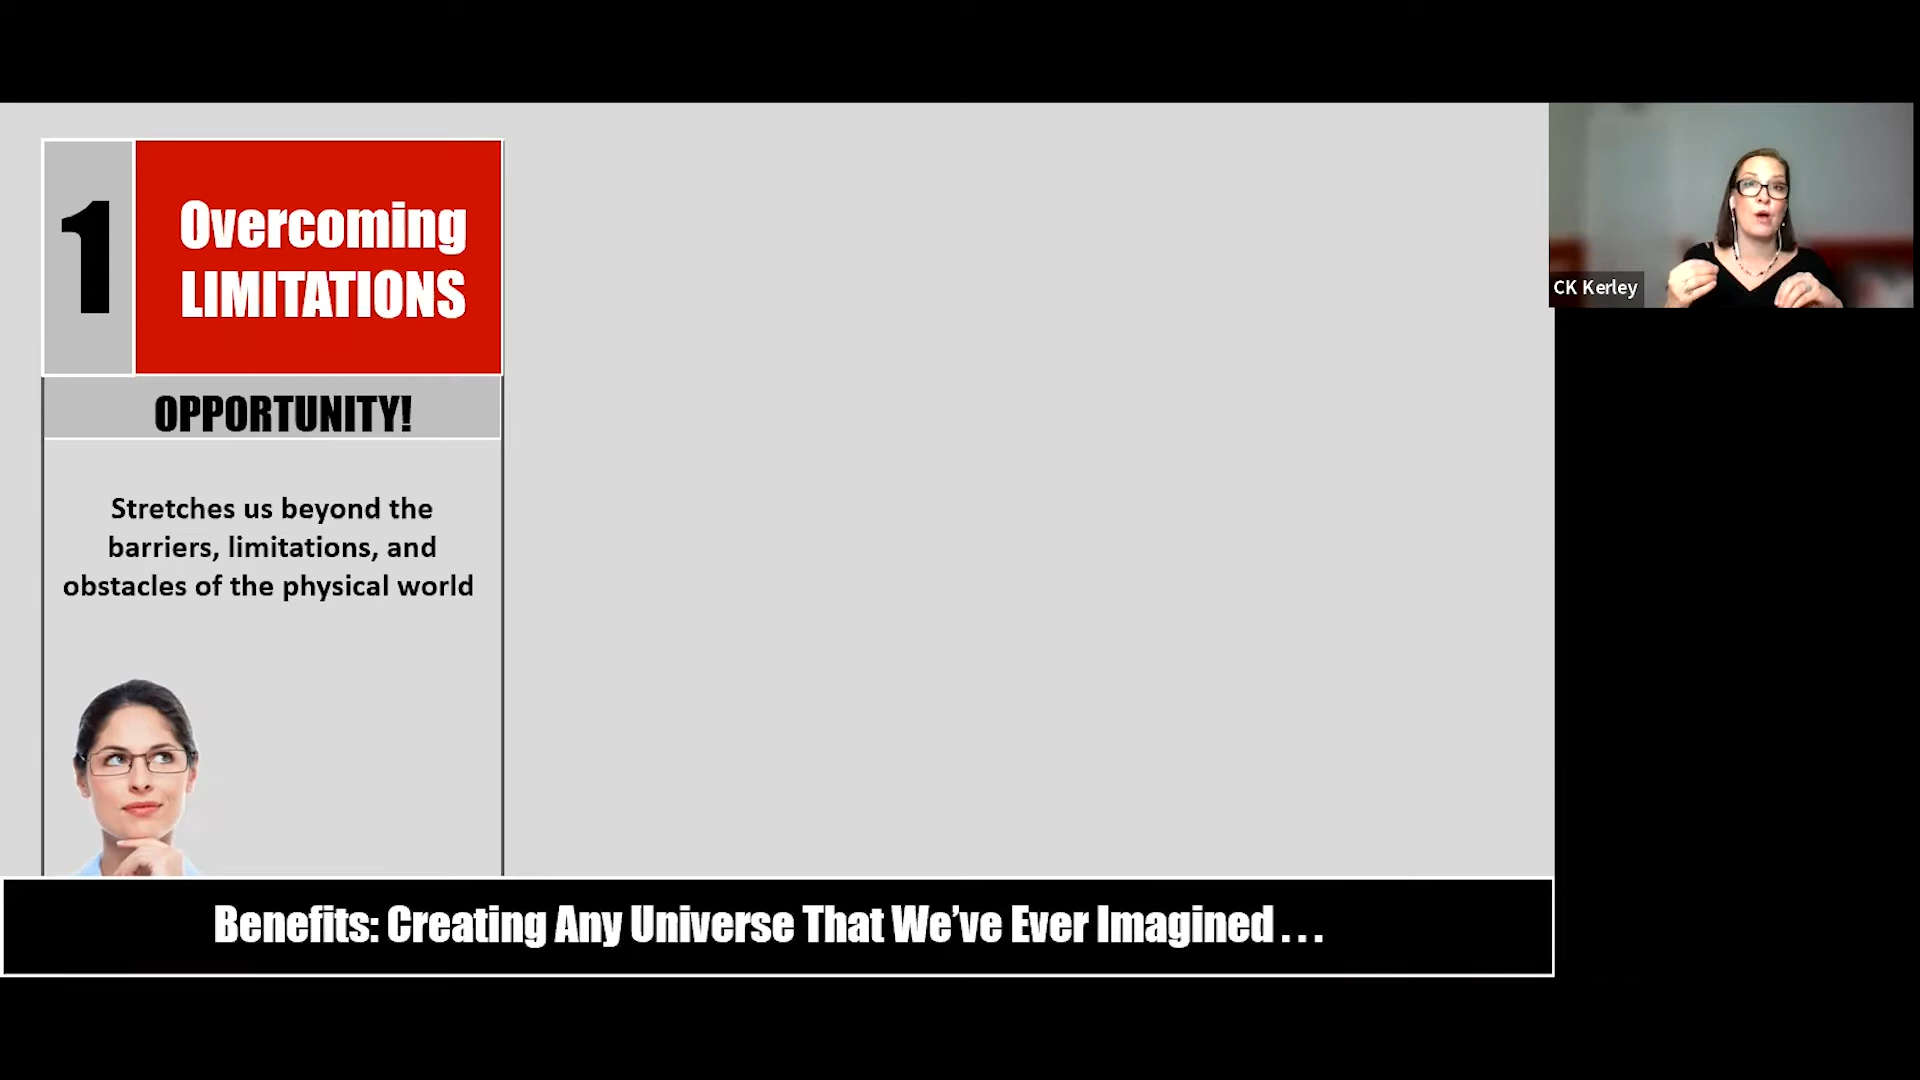 1
Overcoming
LIMITATIONS
OPPORTUNITY!
Stretches us beyond the
barriers, limitations, and
obstacles of the physical world
Benefits: Creating Any Universe That We’ve Ever Imagined . . .
CK Kerley